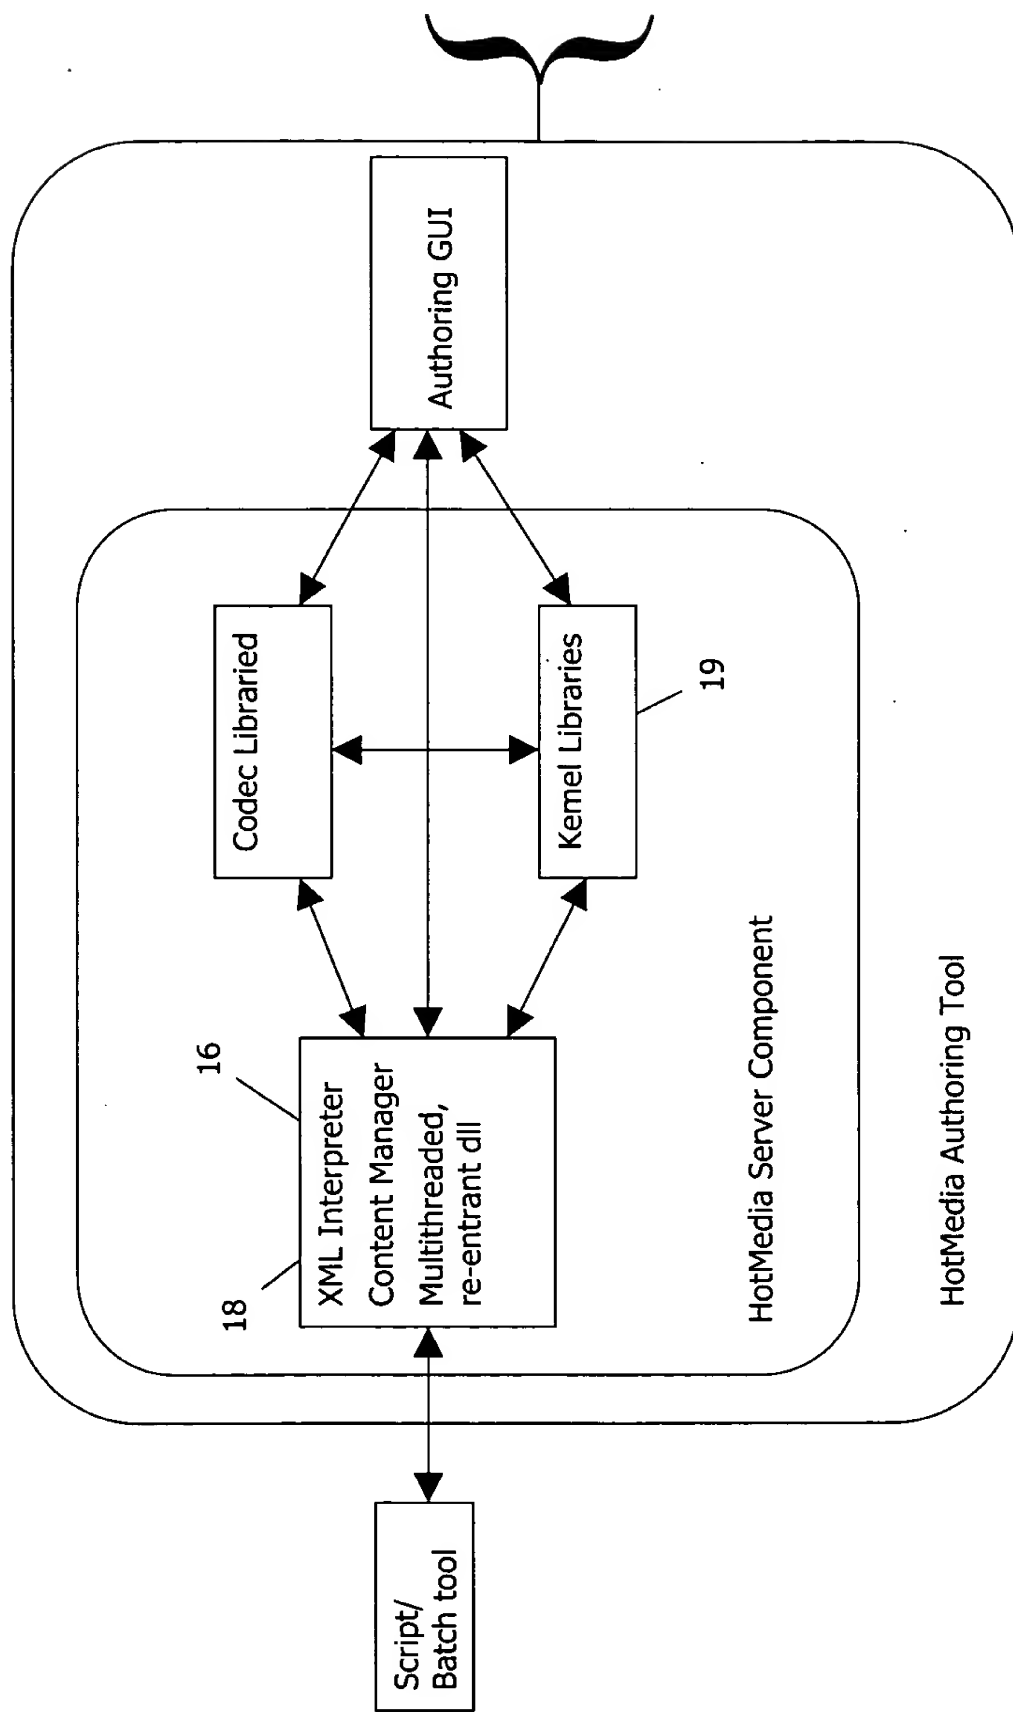 Script/
Batch tool
18
16
XML Interpreter
Content Manager
Multithreaded,
re-entrant dll
Codec Libraried
Kernel Libraries
19
Authoring GUI
HotMedia Server Component
HotMedia Authoring Tool